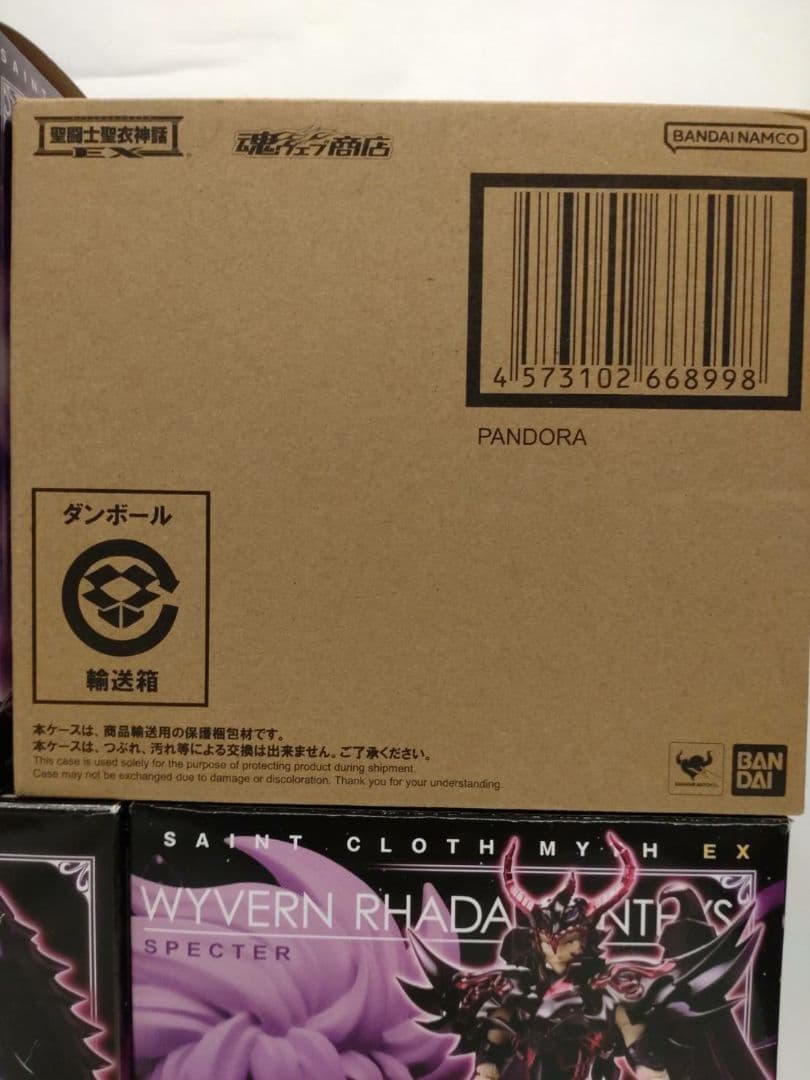 SAINT
聖闘士聖衣神話
EX
魂ウェブ商店
BANDAI NAMCO
4 573102 668998
PANDORA
ダンボール
輸送箱
本ケースは、商品輸送用の保護梱包材です。
本ケースは、つぶれ、汚れ等による交換は出来ません。ご了承ください。
This case is used solely for the purpose of protecting product during shipment.
Case may not be exchanged due to damage or discoloration. Thank you for your understanding.
BAN
DAI
SAINT CLOTH MYTH EX
WYVERN RHADAMANTHYS
SPECTER